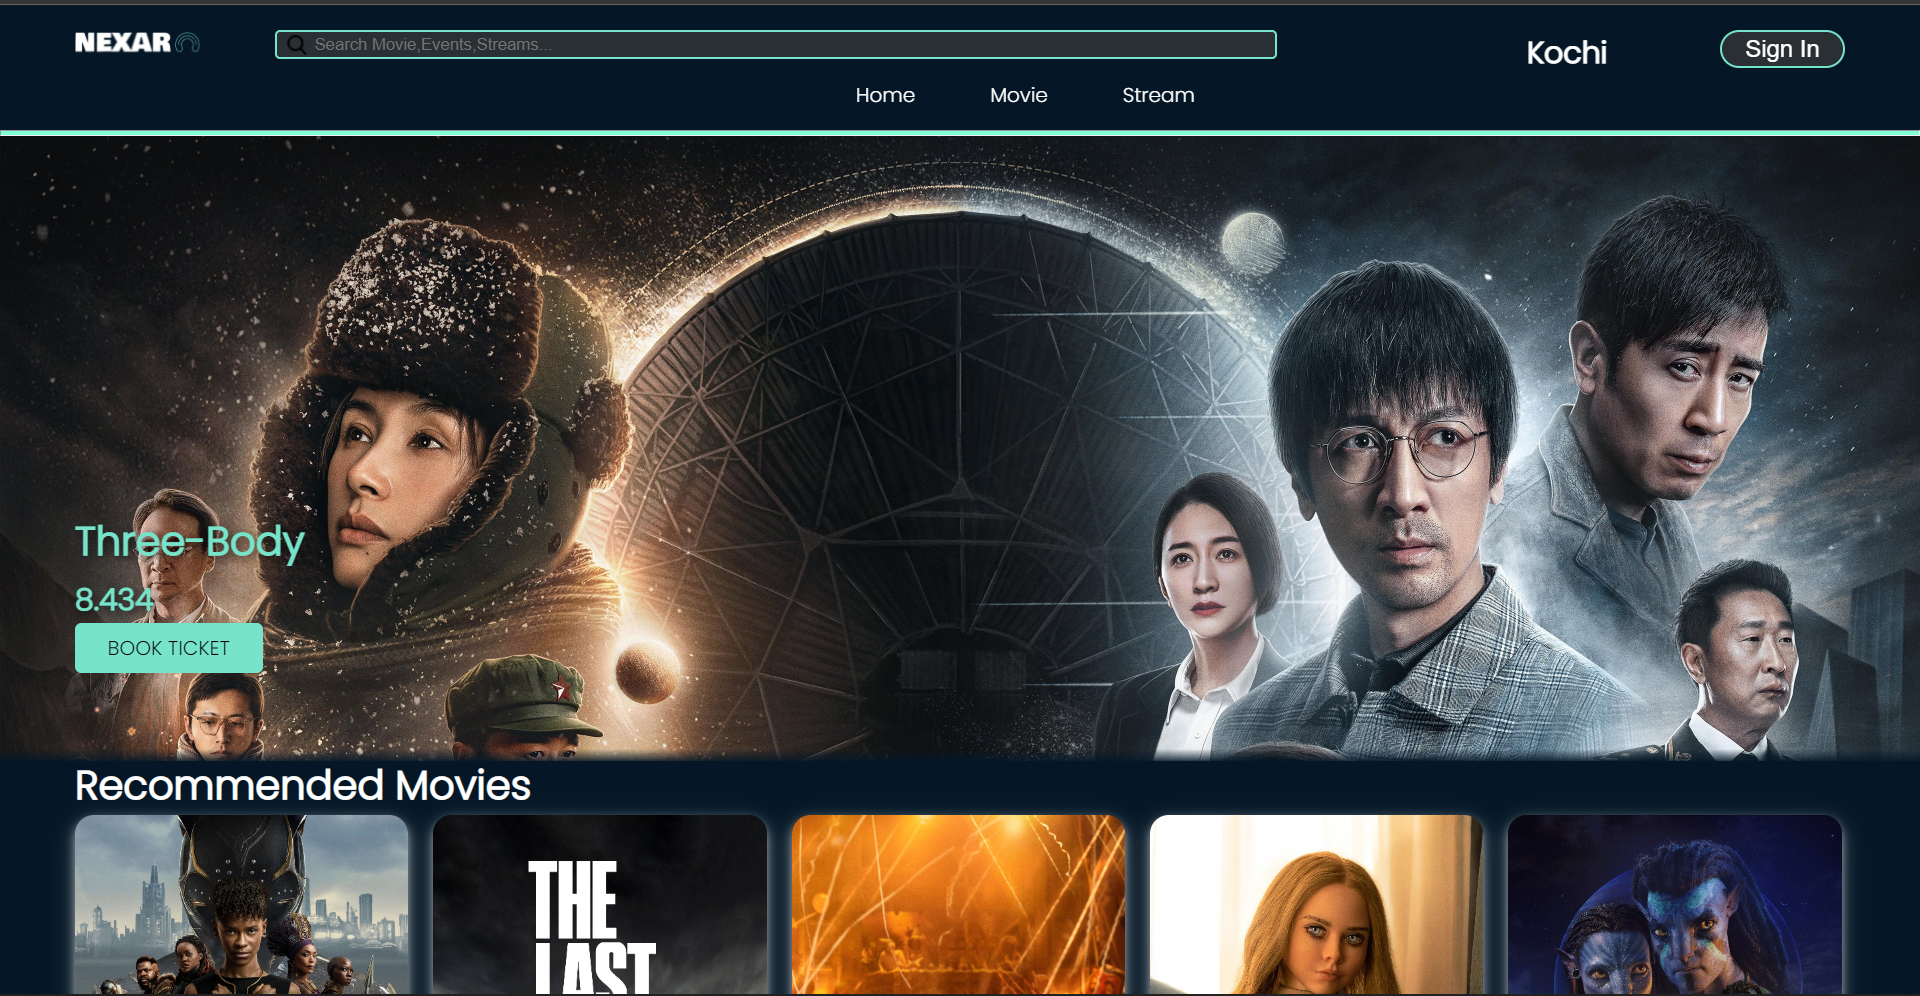 NEXAR
Search Movie,Events,Streams...
Kochi
Sign In
Home
Movie
Stream
Three-Body
8.434
BOOK TICKET
Recommended Movies
THE
LAST